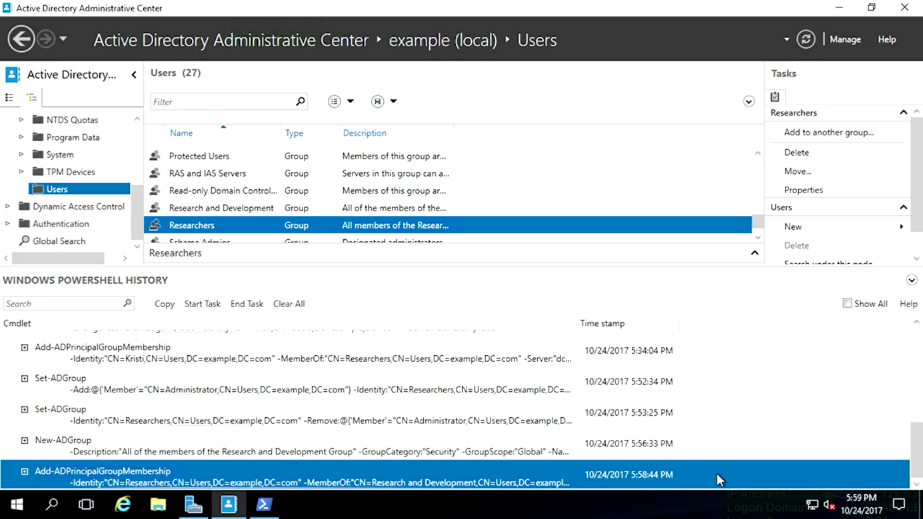 Active Directory Administrative Center
Active Directory Administrative Center
example (local)
Users
Manage
Help
Active Directory...
Users (27)
Tasks
Filter
Name Type Description
NTDS Quotas
Program Data
System
TPM Devices
Users
Dynamic Access Control
Authentication
Global Search
Protected Users Group Members of this group ar...
RAS and IAS Servers Group Servers in this group can a...
Read-only Domain Control... Group Members of this group ar...
Research and Development Group All of the members of the...
Researchers Group All members of the Resear...
Schema Admins Group Designated administrators
Researchers
Researchers
Add to another group...
Delete
Move...
Properties
Users
New
Delete
Search under this node
WINDOWS POWERSHELL HISTORY
Search
Copy Start Task End Task Clear All
Show All Help
Cmdlet Time stamp
Add-ADPrincipalGroupMembership
-Identity:"CN=Kristi,CN=Users,DC=example,DC=com" -MemberOf:"CN=Researchers,CN=Users,DC=example,DC=com" -Server:"dc...
10/24/2017 5:34:04 PM
Set-ADGroup
-Add:@{'Member'="CN=Administrator,CN=Users,DC=example,DC=com"} -Identity:"CN=Researchers,CN=Users,DC=example,DC=c...
10/24/2017 5:52:34 PM
Set-ADGroup
-Identity:"CN=Researchers,CN=Users,DC=example,DC=com" -Remove:@{'Member'="CN=Administrator,CN=Users,DC=example,DC=c...
10/24/2017 5:53:25 PM
New-ADGroup
-Description:"All of the members of the Research and Development Group" -GroupCategory:"Security" -GroupScope:"Global" -Na...
10/24/2017 5:56:33 PM
Add-ADPrincipalGroupMembership
-Identity:"CN=Researchers,CN=Users,DC=example,DC=com" -MemberOf:"CN=Research and Development,CN=Users,DC=exampl...
10/24/2017 5:58:44 PM
IP Address
Logon Domain
5:59 PM
10/24/2017